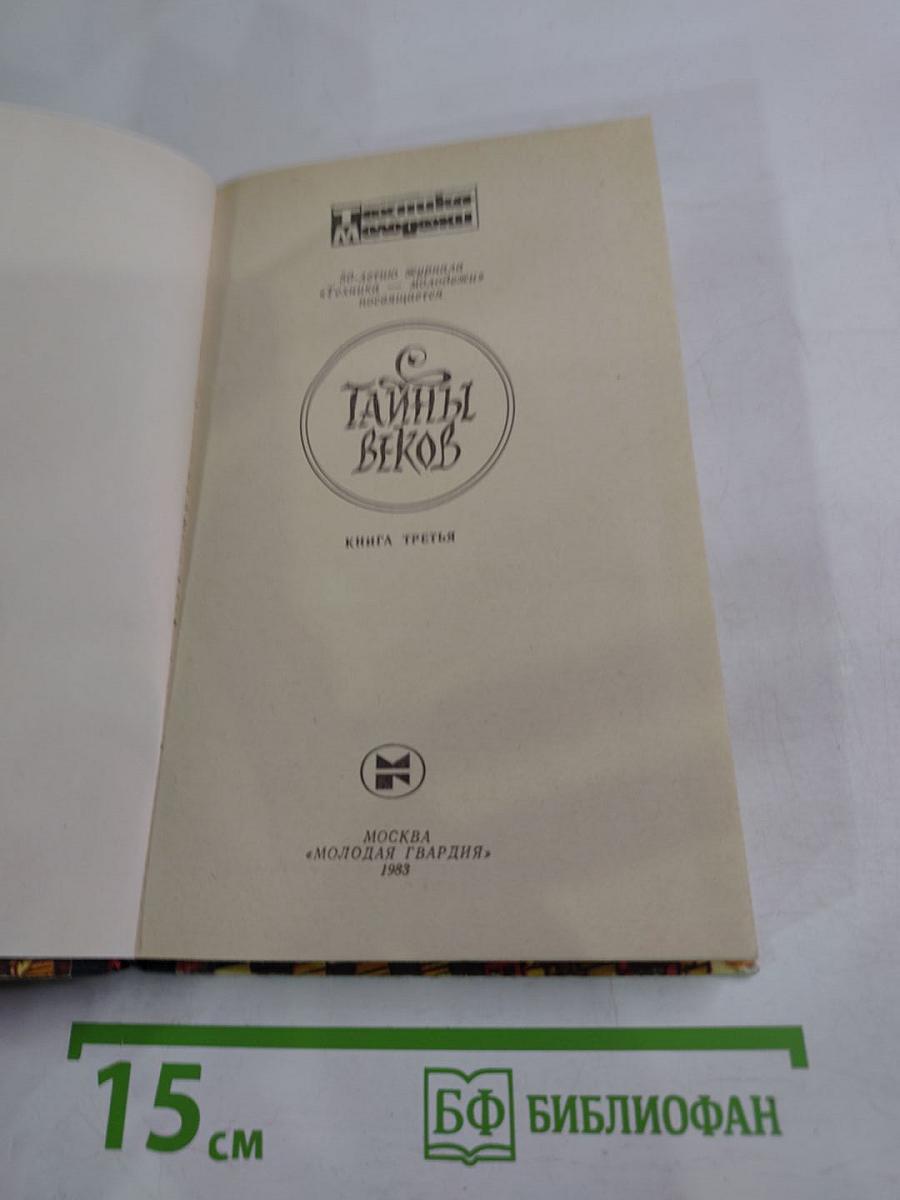 Техника
Молодежи
50-летию журнала
«Техника — молодежи»
посвящается
ТАЙНЫ
ВЕКОВ
КНИГА ТРЕТЬЯ
МОСКВА
«МОЛОДАЯ ГВАРДИЯ»
1983
15 см
БФ БИБЛИОФАН